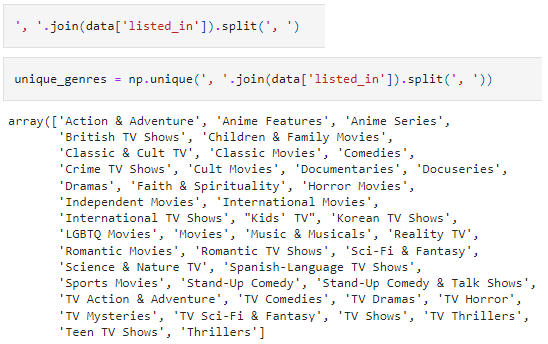 ', '.join(data['listed_in']).split(', ')
unique_genres = np.unique(', '.join(data['listed_in']).split(', '))
array(['Action & Adventure', 'Anime Features', 'Anime Series',
'British TV Shows', 'Children & Family Movies',
'Classic & Cult TV', 'Classic Movies', 'Comedies',
'Crime TV Shows', 'Cult Movies', 'Documentaries', 'Docuseries',
'Dramas', 'Faith & Spirituality', 'Horror Movies',
'Independent Movies', 'International Movies',
'International TV Shows', "Kids' TV", 'Korean TV Shows',
'LGBTQ Movies', 'Movies', 'Music & Musicals', 'Reality TV',
'Romantic Movies', 'Romantic TV Shows', 'Sci-Fi & Fantasy',
'Science & Nature TV', 'Spanish-Language TV Shows',
'Sports Movies', 'Stand-Up Comedy', 'Stand-Up Comedy & Talk Shows',
'TV Action & Adventure', 'TV Comedies', 'TV Dramas', 'TV Horror',
'TV Mysteries', 'TV Sci-Fi & Fantasy', 'TV Shows', 'TV Thrillers',
'Teen TV Shows', 'Thrillers']